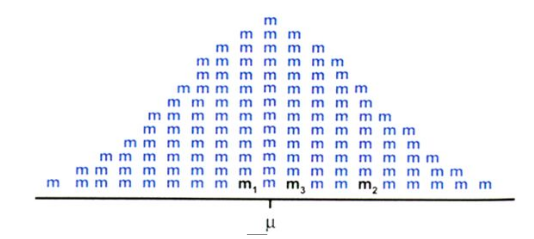 m
m m m
m m m m m
m m m m m m m
m m m m m m m
m m m m m m m m m
m m m m m m m m m
m m m m m m m m m m m
m m m m m m m m m m m m
m m m m m m m m m m m m m
m m m m m m m m m m m m m m m
m m m m m m m m m m m m m m m m m
m m m m m m m m m₁ m m₃ m m m₂ m m m m m
μ